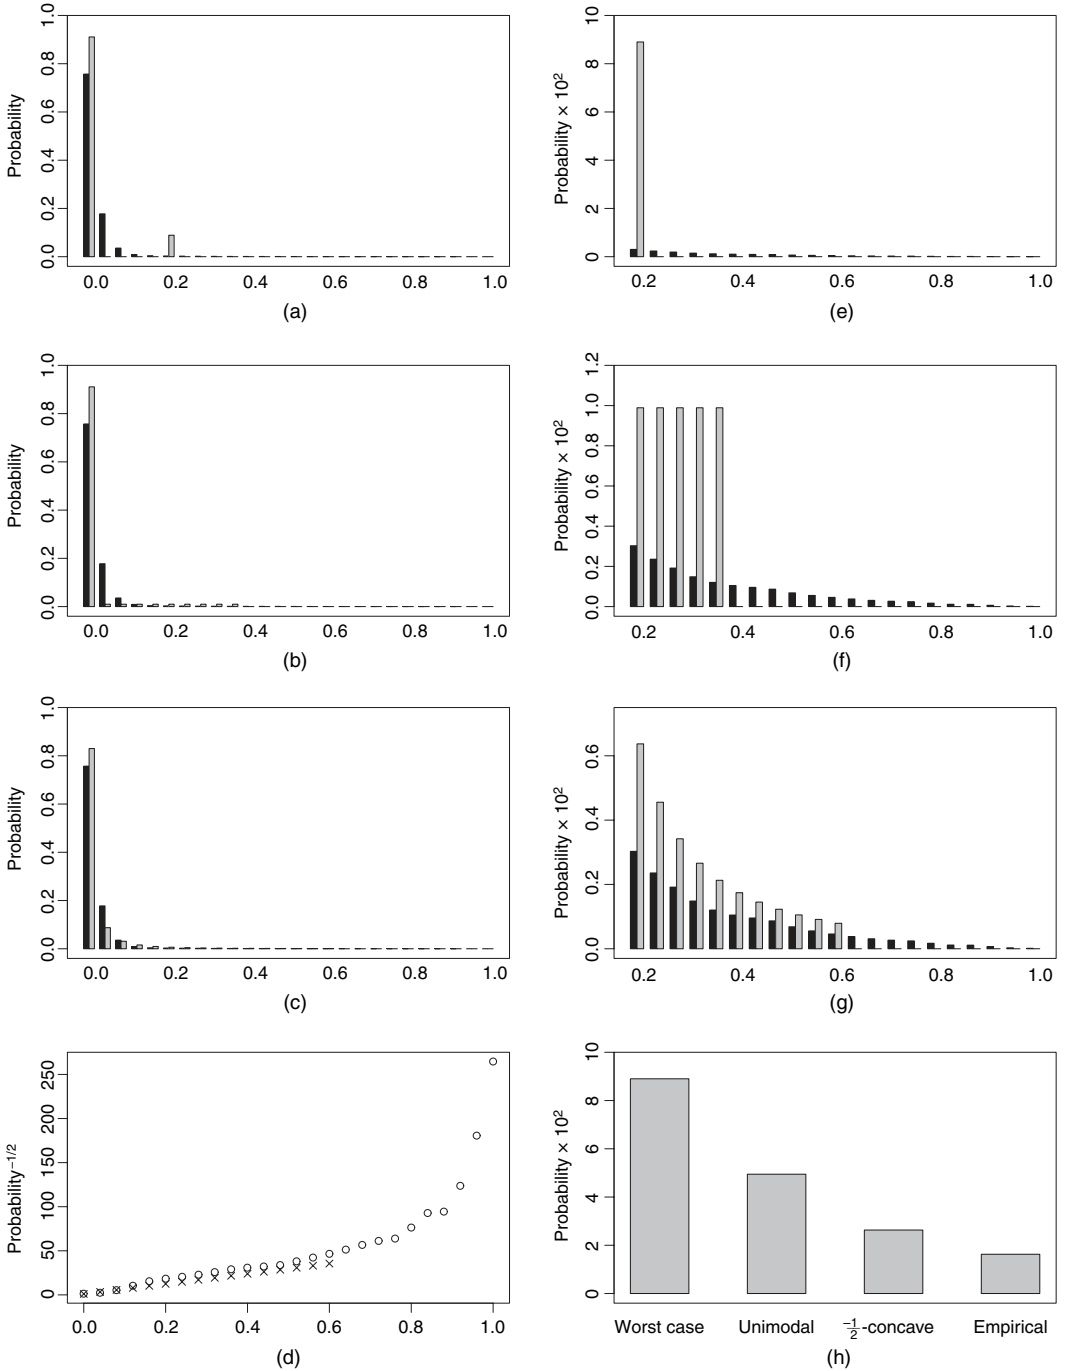 Probability
0.0 0.2 0.4 0.6 0.8 1.0
0.0 0.2 0.4 0.6 0.8 1.0
(a)
Probability × 10²
0 2 4 6 8 10
0.2 0.4 0.6 0.8 1.0
(e)
Probability
0.0 0.2 0.4 0.6 0.8 1.0
0.0 0.2 0.4 0.6 0.8 1.0
(b)
Probability × 10²
0.0 0.2 0.4 0.6 0.8 1.0 1.2
0.2 0.4 0.6 0.8 1.0
(f)
Probability
0.0 0.2 0.4 0.6 0.8 1.0
0.0 0.2 0.4 0.6 0.8 1.0
(c)
Probability × 10²
0.0 0.2 0.4 0.6
0.2 0.4 0.6 0.8 1.0
(g)
Probability⁻¹/²
0 50 100 150 200 250
0.0 0.2 0.4 0.6 0.8 1.0
(d)
Probability × 10²
0 2 4 6 8 10
Worst case Unimodal -1/2-concave Empirical
(h)